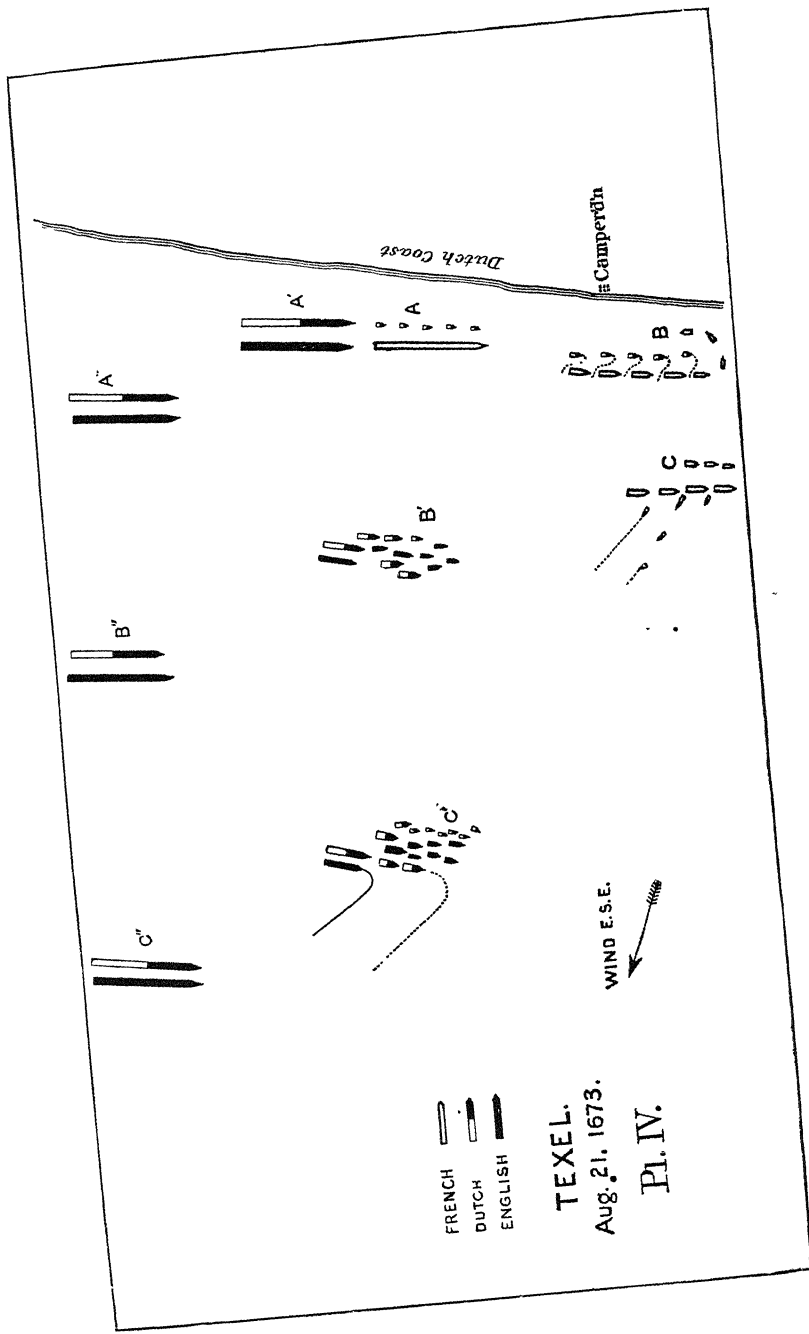 A″
A′
A
Dutch Coast
Camperd'n
B
C
B′
B″
C′
C″
WIND E.S.E.
FRENCH
DUTCH
ENGLISH
TEXEL.
Aug. 21. 1673.
Pl. IV.